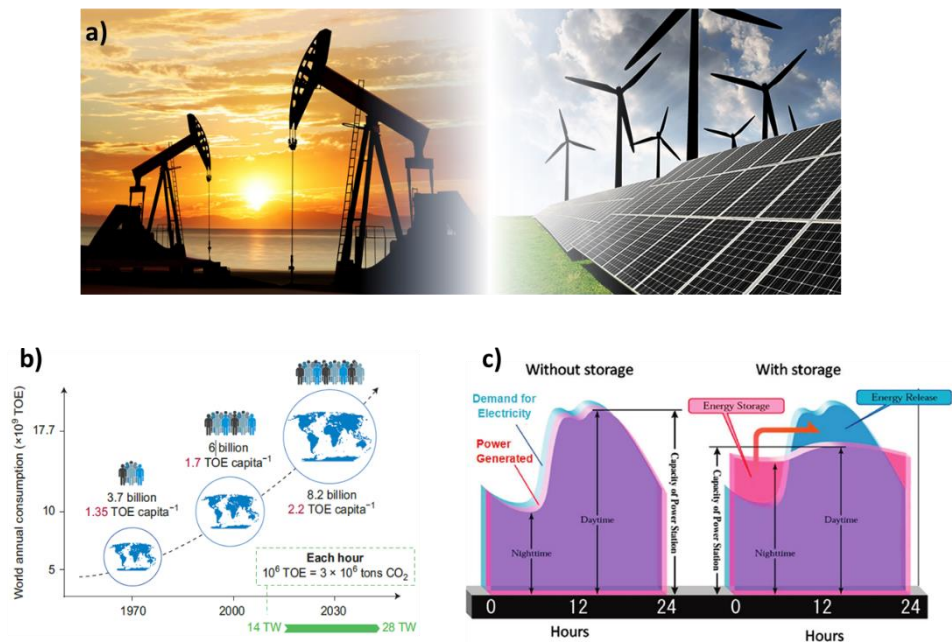 a)
b)
World annual consumption (×10⁹ TOE)
17.7
10
5
3.7 billion
1.35 TOE capita⁻¹
6 billion
1.7 TOE capita⁻¹
8.2 billion
2.2 TOE capita⁻¹
Each hour
10⁶ TOE = 3 × 10⁶ tons CO₂
1970
2000
2030
14 TW
28 TW
c)
Without storage
Demand for
Electricity
Power
Generated
Nighttime
Daytime
Capacity of Power Station
0
12
24
Hours
With storage
Energy Storage
Energy Release
Capacity of Power Station
Nighttime
Daytime
0
12
24
Hours